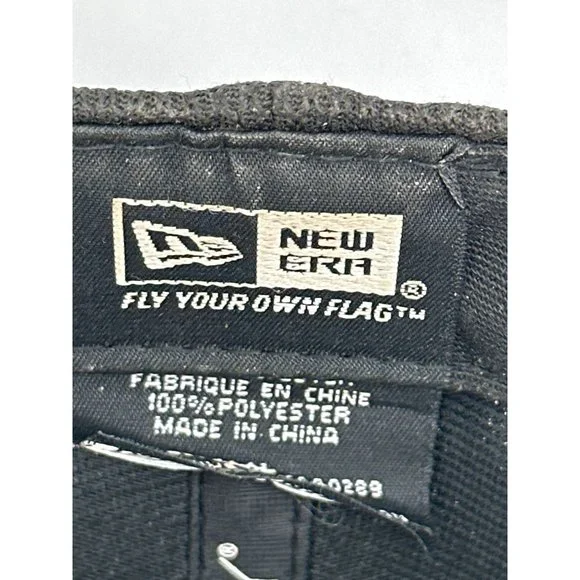 NEW
ERA
®
FLY YOUR OWN FLAG™
FABRIQUE EN CHINE
100% POLYESTER
MADE IN CHINA
®